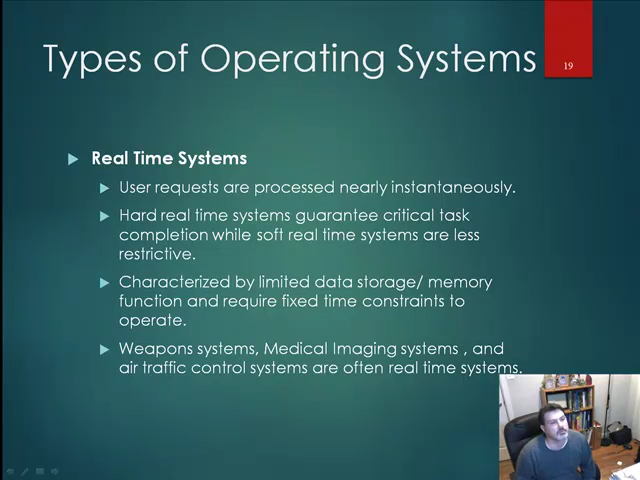 Types of Operating Systems
19
Real Time Systems
User requests are processed nearly instantaneously.
Hard real time systems guarantee critical task
completion while soft real time systems are less
restrictive.
Characterized by limited data storage/ memory
function and require fixed time constraints to
operate.
Weapons systems, Medical Imaging systems , and
air traffic control systems are often real time systems.